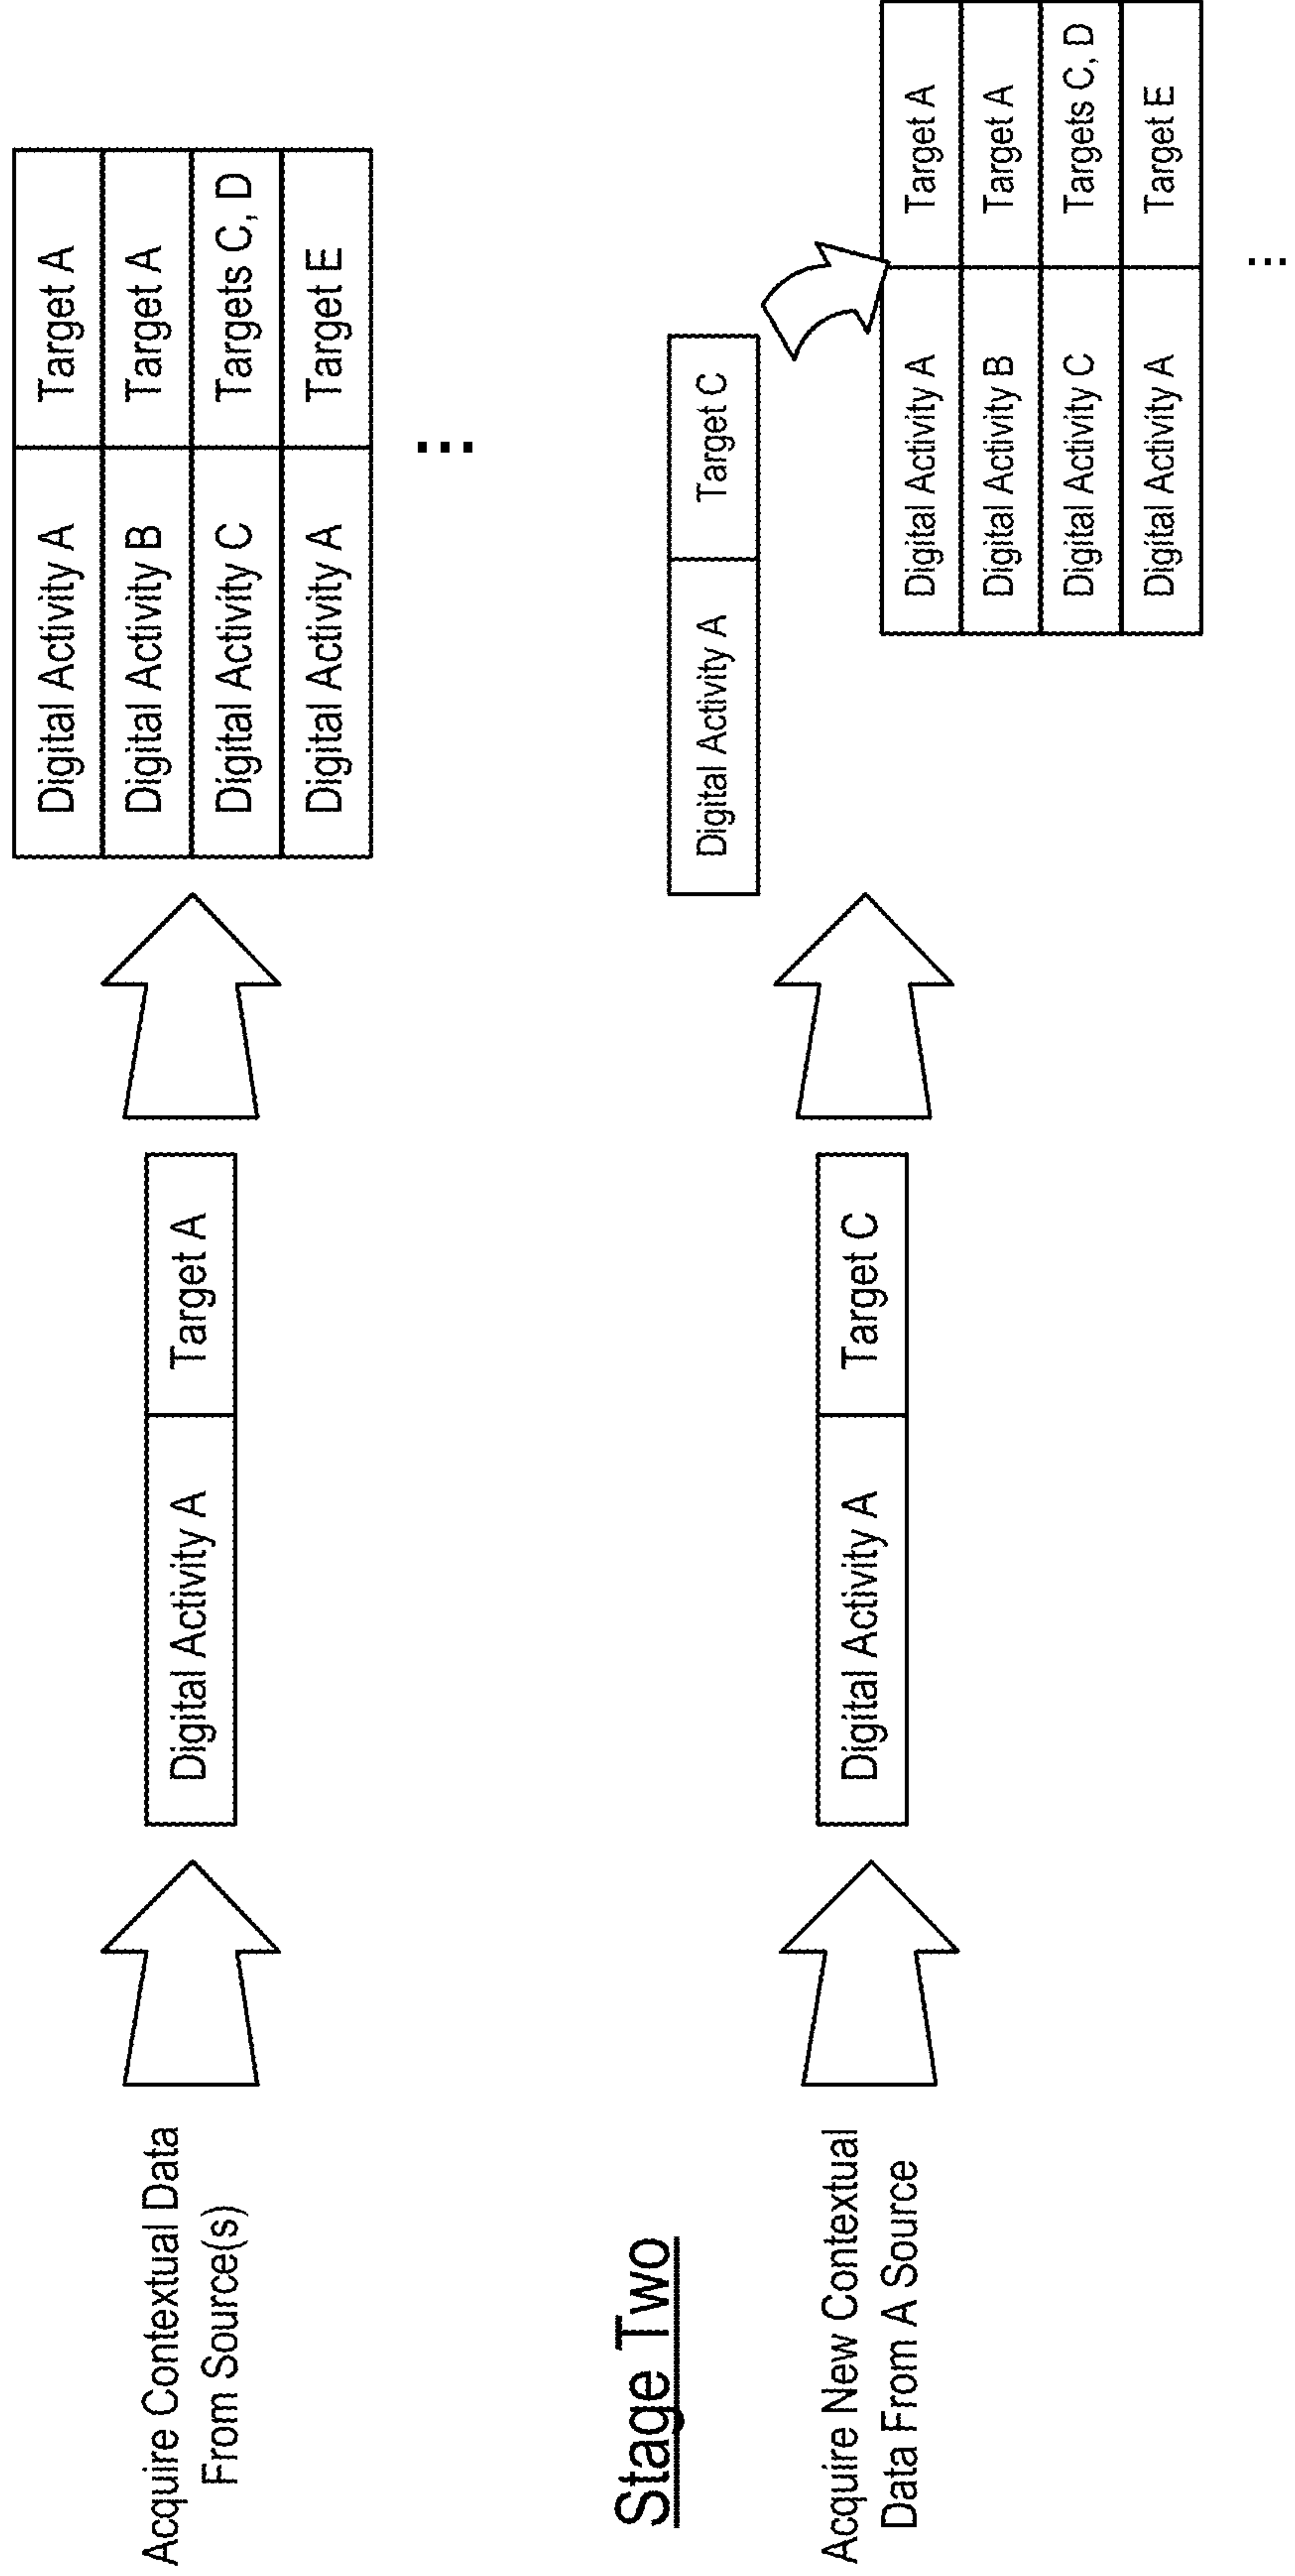 Acquire Contextual Data
From Source(s)
Digital Activity A Target A
Digital Activity A Target A
Digital Activity B Target A
Digital Activity C Targets C, D
Digital Activity A Target E
...
Stage Two
Acquire New Contextual
Data From A Source
Digital Activity A Target C
Digital Activity A Target C
Digital Activity A Target A
Digital Activity B Target A
Digital Activity C Targets C, D
Digital Activity A Target E
...